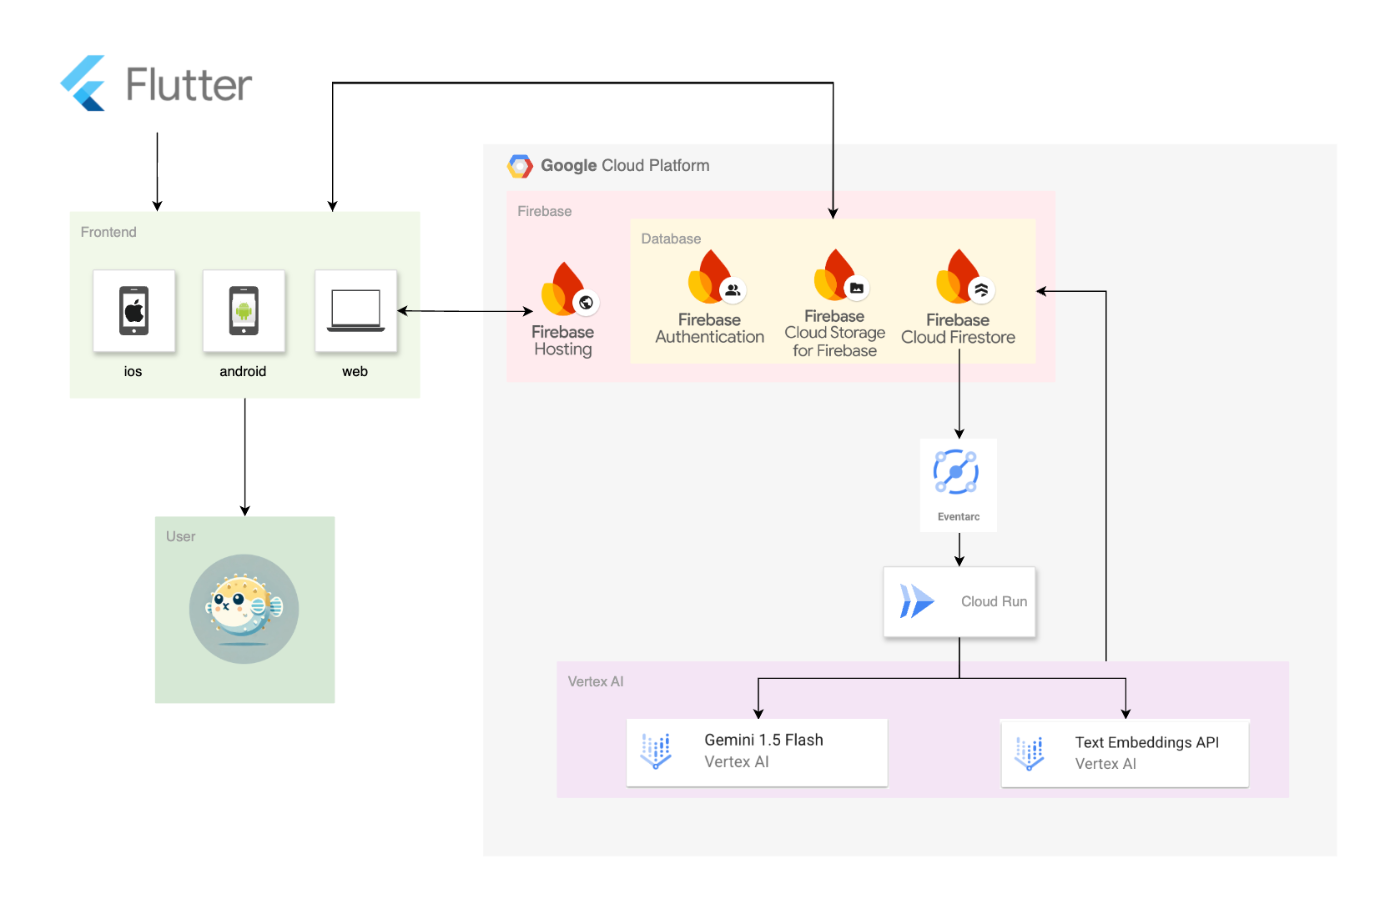 Flutter
Google Cloud Platform
Firebase
Frontend
Database
ios
android
web
Firebase
Hosting
Firebase
Authentication
Firebase
Cloud Storage
for Firebase
Firebase
Cloud Firestore
Eventarc
User
Cloud Run
Vertex AI
Gemini 1.5 Flash
Vertex AI
Text Embeddings API
Vertex AI